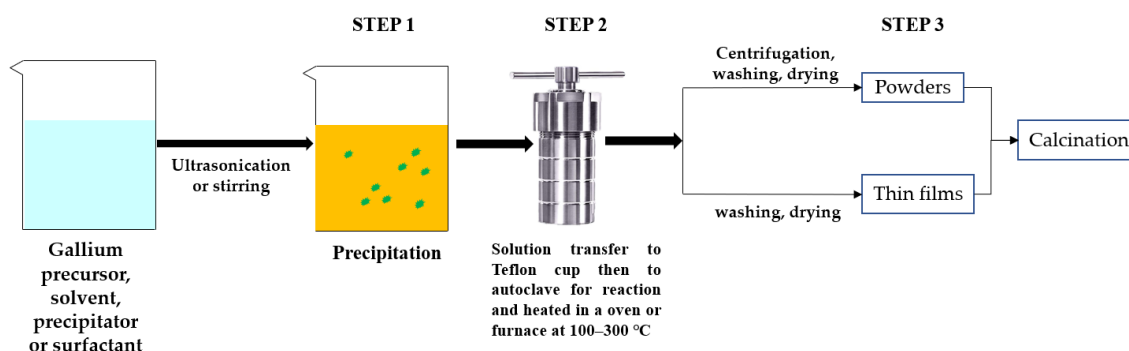 STEP 1
STEP 2
STEP 3
Gallium
precursor,
solvent,
precipitator
or surfactant
Ultrasonication
or stirring
Precipitation
Solution transfer to
Teflon cup then to
autoclave for reaction
and heated in a oven or
furnace at 100–300 °C
Centrifugation,
washing, drying
Powders
washing, drying
Thin films
Calcination